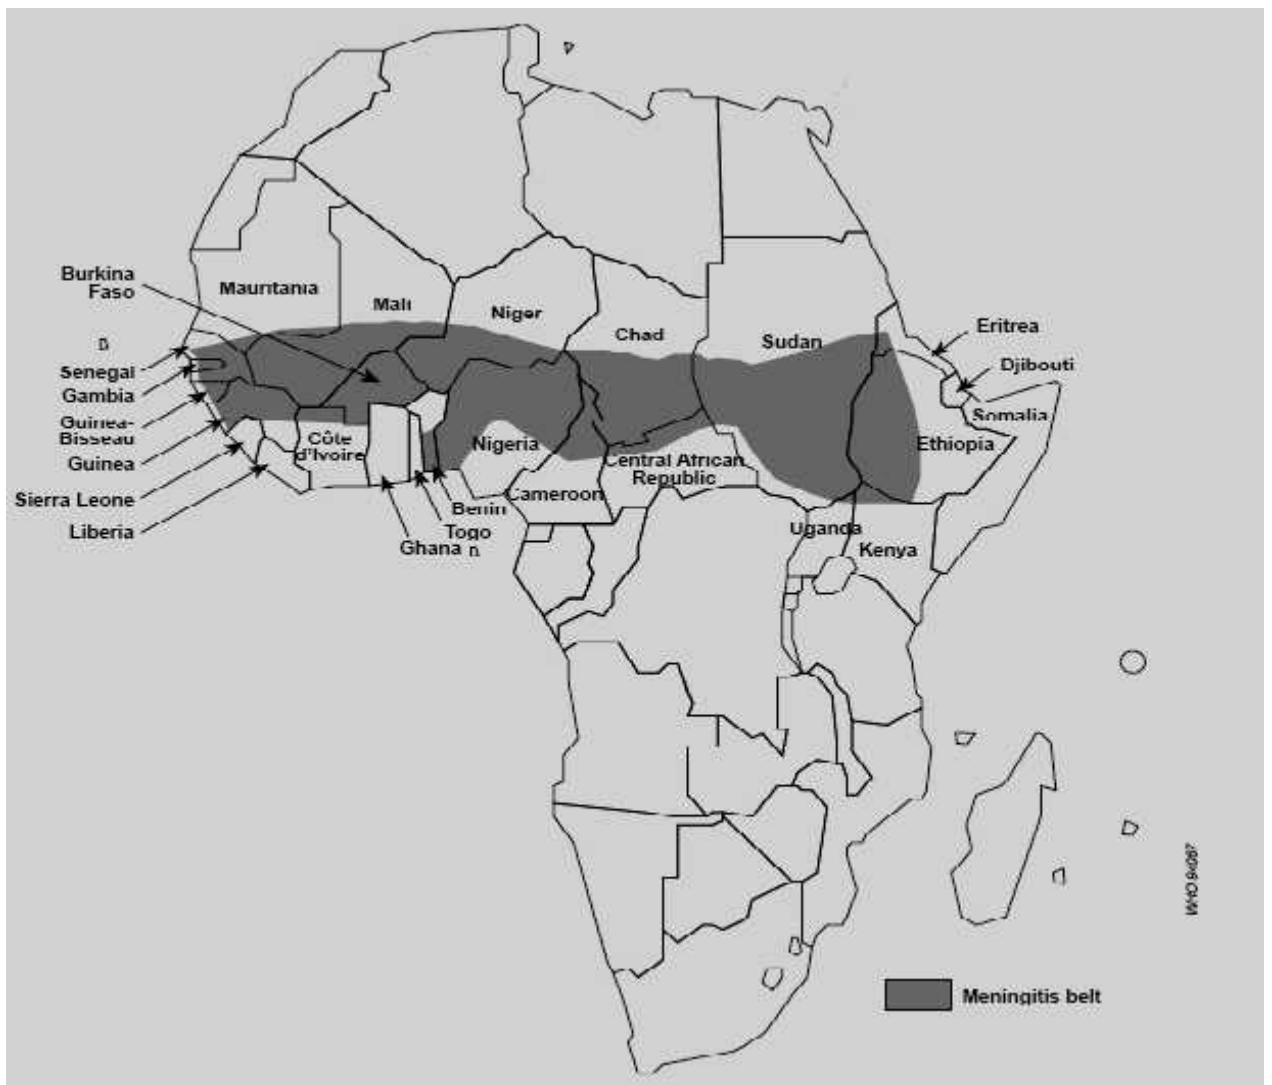 Burkina
Faso
Mauritania
Mali
Niger
Chad
Sudan
Eritrea
Djibouti
Somalia
Ethiopia
Senegal
Gambia
Guinea-
Bisseau
Guinea
Sierra Leone
Liberia
Côte
d'Ivoire
Ghana
Togo
Benin
Nigeria
Cameroon
Central African
Republic
Uganda
Kenya
Meningitis belt